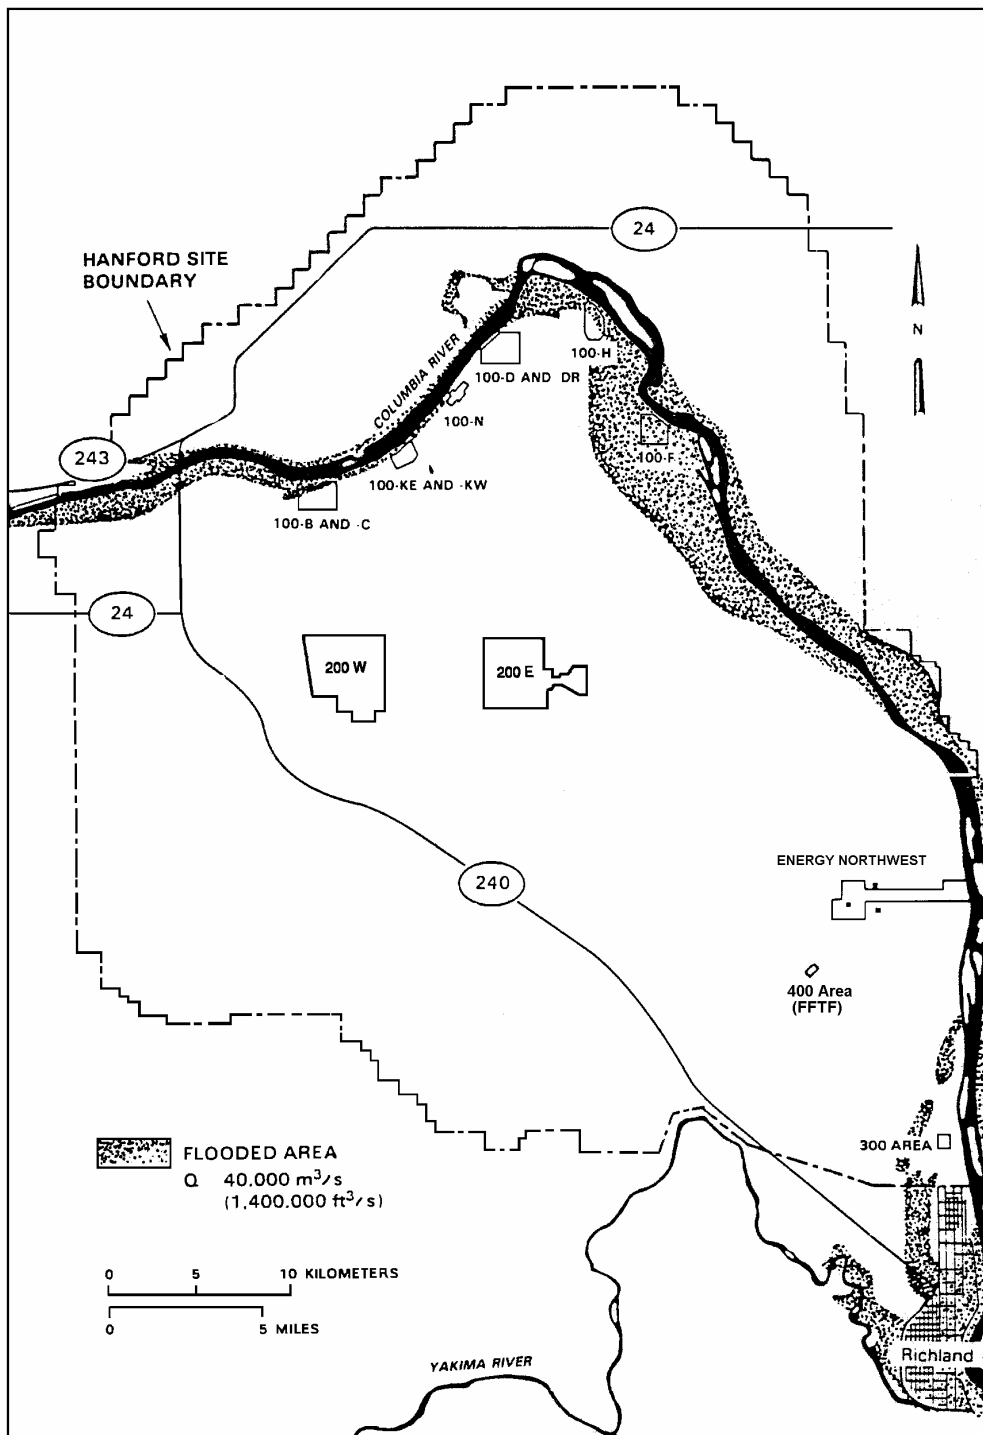 24
HANFORD SITE
BOUNDARY
N
COLUMBIA RIVER
100-H
100-D AND DR
100-N
243
100-F
100-KE AND -KW
100-B AND -C
24
200 W
200 E
ENERGY NORTHWEST
240
400 Area
(FFTF)
300 AREA
FLOODED AREA
Q 40.000 m³/s
(1,400.000 ft³/s)
0 5 10 KILOMETERS
0 5 MILES
Richland
YAKIMA RIVER